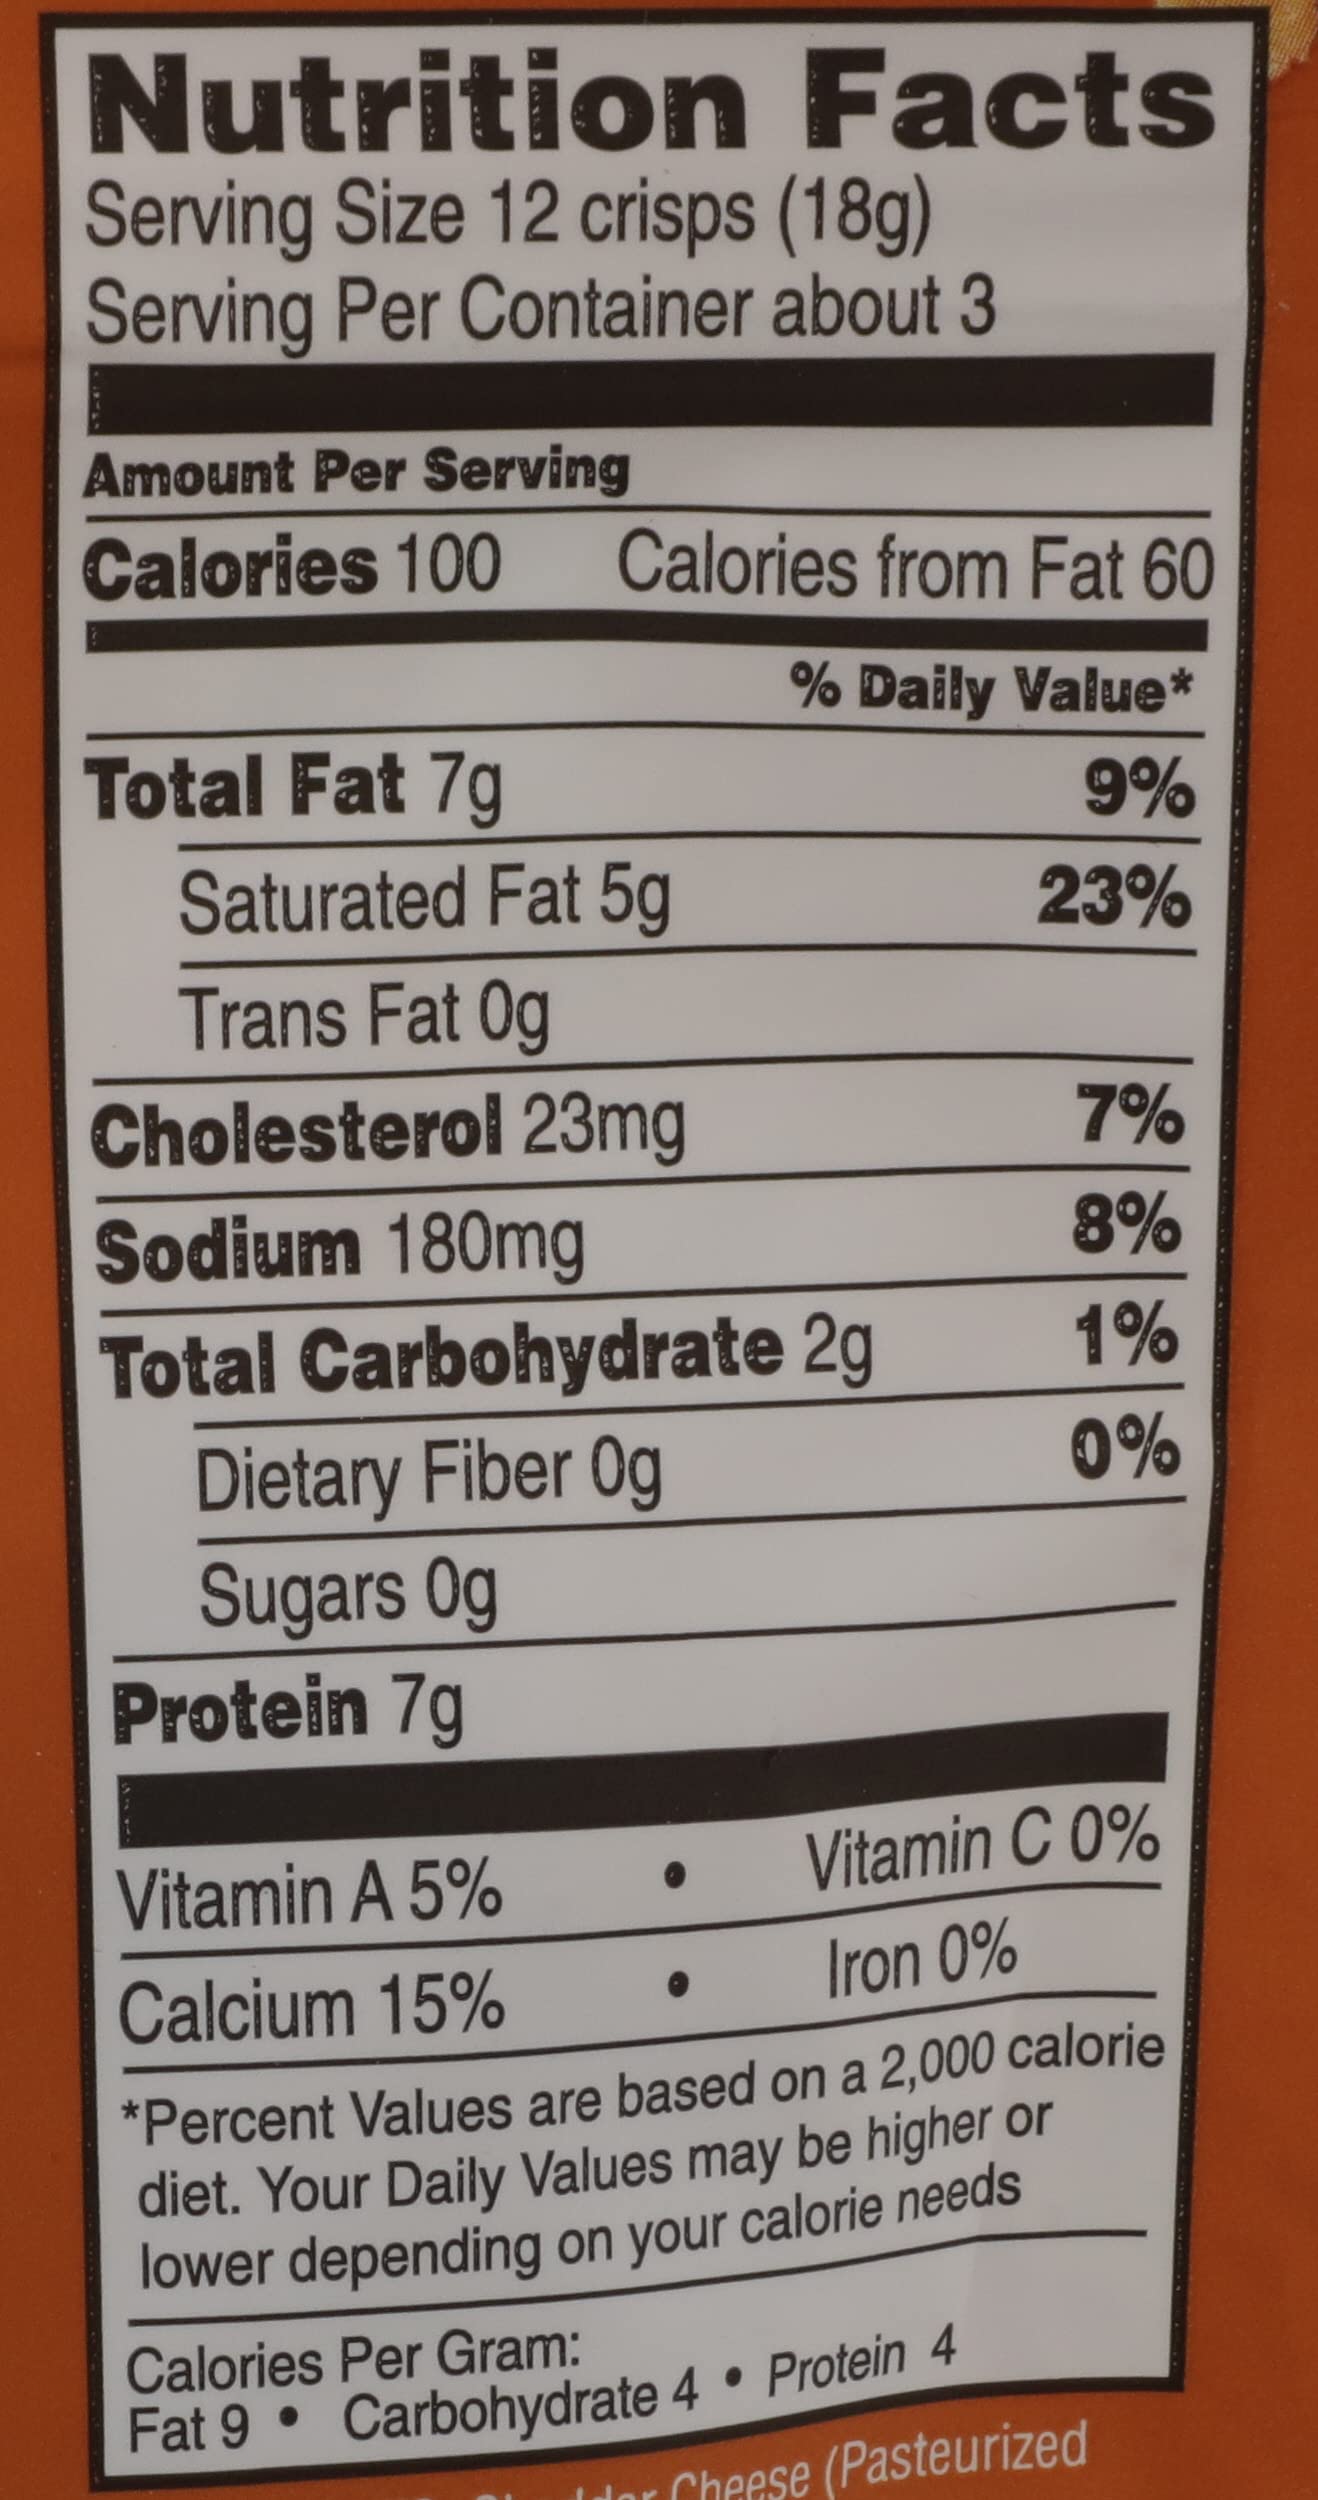 Nutrition Facts
Serving Size 12 crisps (18g)
Serving Per Container about 3
Amount Per Serving
Calories 100 Calories from Fat 60
% Daily Value*
Total Fat 7g 9%
Saturated Fat 5g 23%
Trans Fat 0g
Cholesterol 23mg 7%
Sodium 180mg 8%
Total Carbohydrate 2g 1%
Dietary Fiber 0g 0%
Sugars 0g
Protein 7g
Vitamin A 5% • Vitamin C 0%
Calcium 15% • Iron 0%
*Percent Values are based on a 2,000 calorie
diet. Your Daily Values may be higher or
lower depending on your calorie needs
Calories Per Gram:
Fat 9 • Carbohydrate 4 • Protein 4
Cheese (Pasteurized